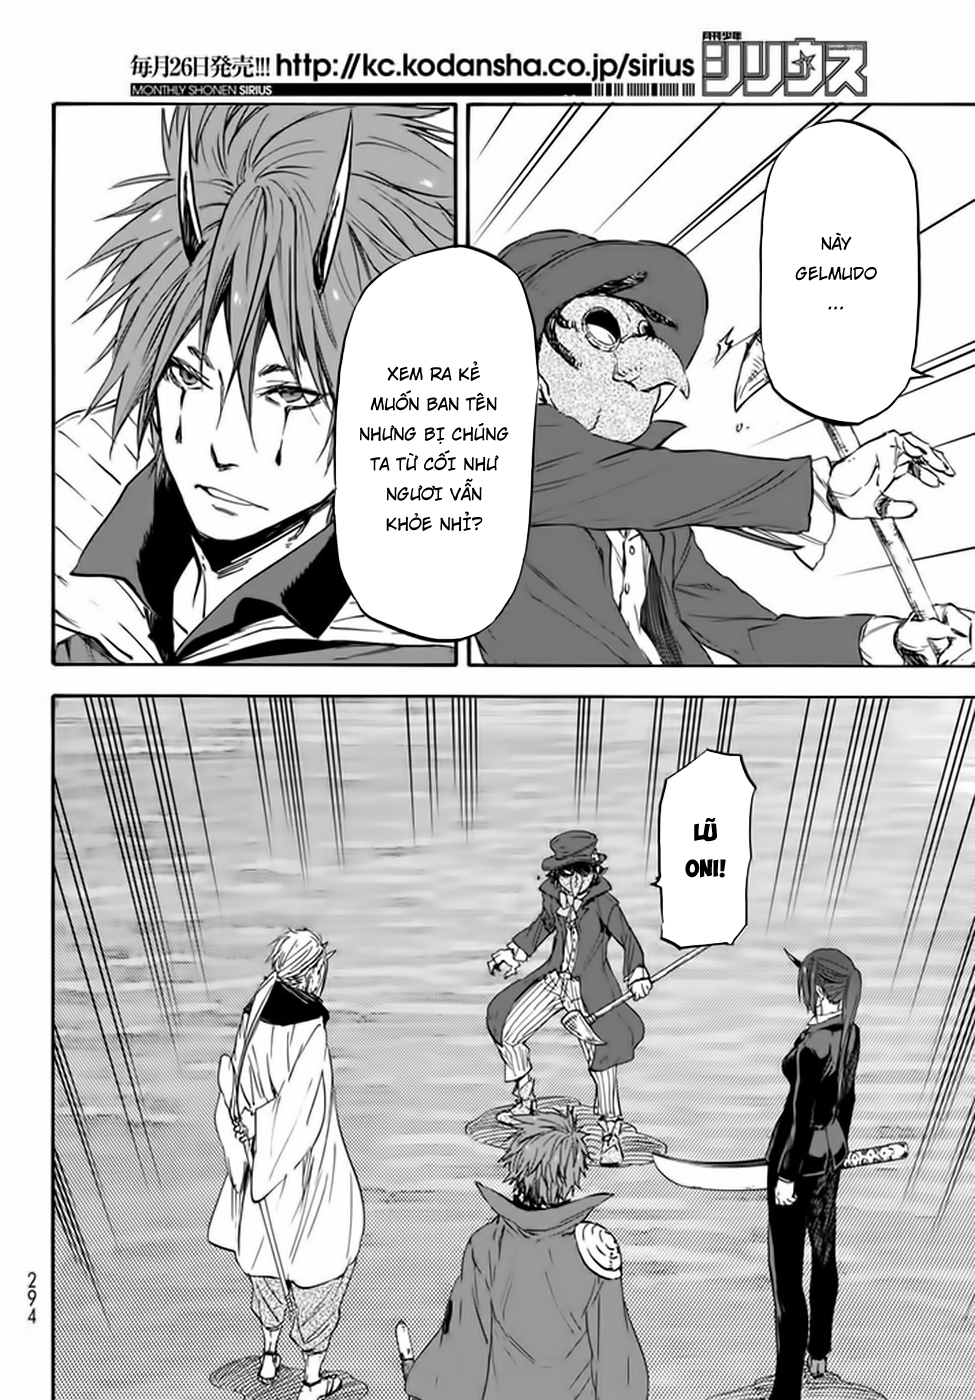 毎月26日発売!!! http://kc.kodansha.co.jp/sirius 月刊少年 シリウス
MONTHLY SHONEN SIRIUS
NÀY
GELMUDO
...
XEM RA KẺ
MUỐN BAN TÊN
NHƯNG BỊ CHÚNG
TA TỪ CỐI NHƯ
NGƯƠI VẪN
KHỎE NHỈ?
LŨ
ONI!
294